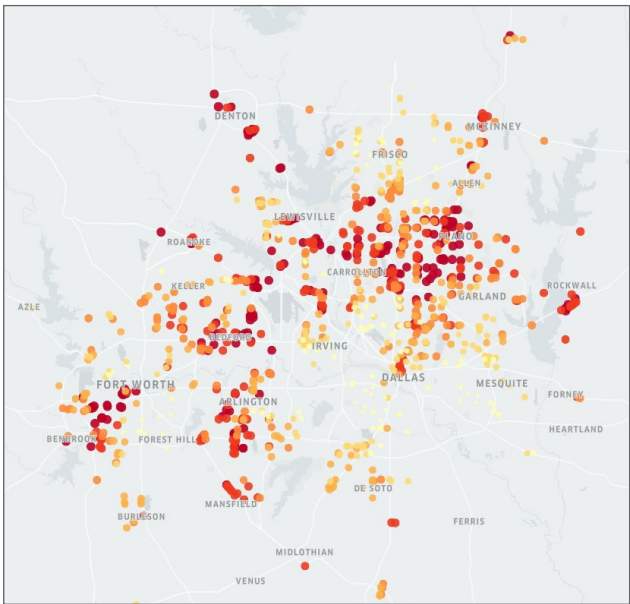 DENTON
MCKINNEY
FRISCO
ALLEN
LEWISVILLE
PLANO
ROANOKE
CARROLLTON
KELLER
ROCKWALL
GARLAND
AZLE
BEDFORD
IRVING
DALLAS
MESQUITE
FORT WORTH
FORNEY
ARLINGTON
HEARTLAND
BENBROOK
FOREST HILL
DE SOTO
MANSFIELD
BURLESON
FERRIS
MIDLOTHIAN
VENUS